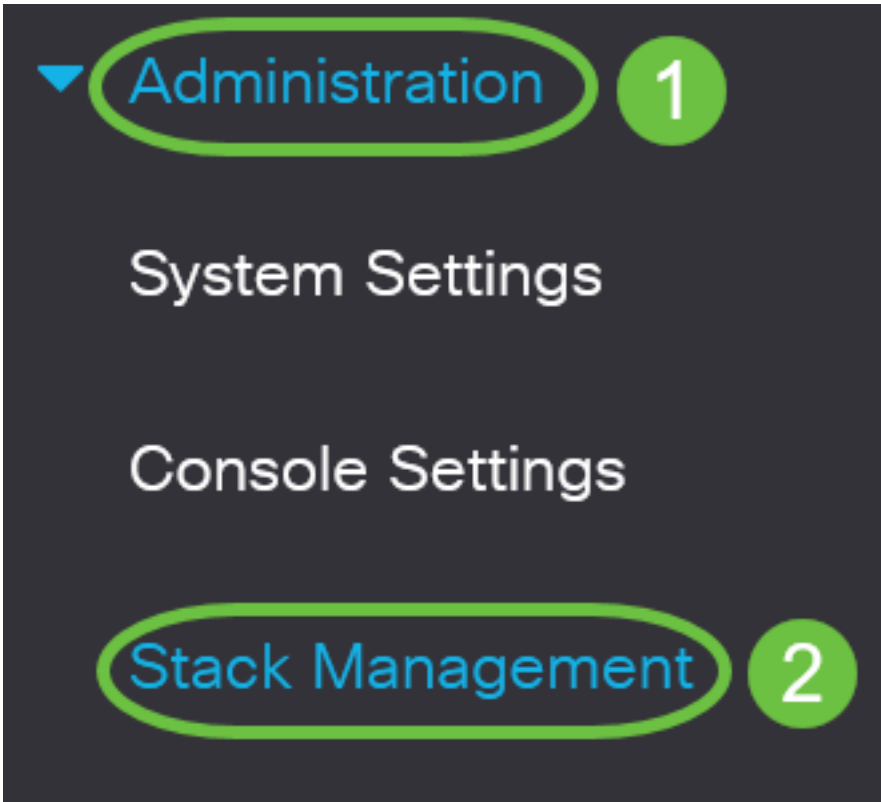 Administration 1
System Settings
Console Settings
Stack Management 2